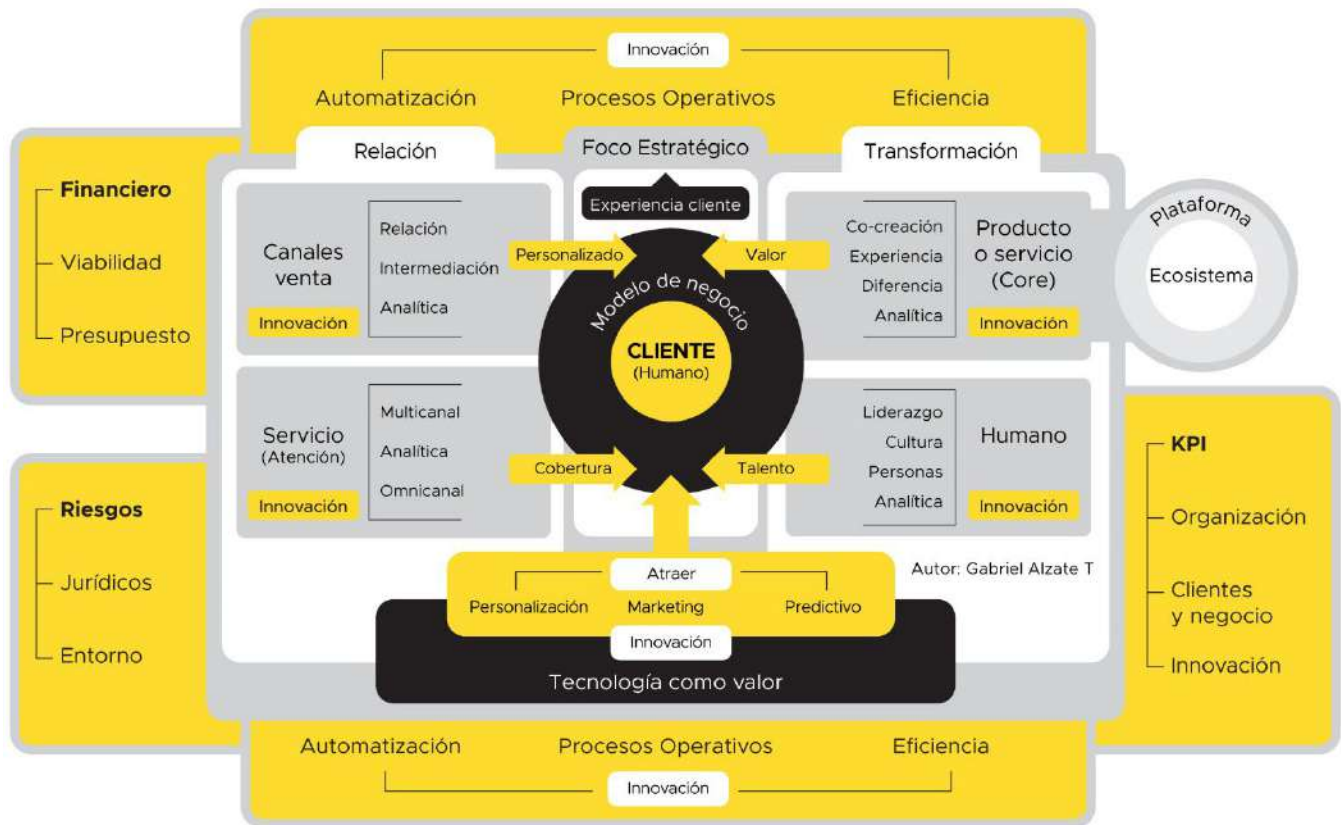 Innovación
Automatización
Procesos Operativos
Eficiencia
Financiero
Viabilidad
Presupuesto
Riesgos
Jurídicos
Entorno
Relación
Canales
venta
Innovación
Relación
Intermediación
Analítica
Personalizado
Servicio
(Atención)
Innovación
Multicanal
Analítica
Omnicanal
Cobertura
Foco Estratégico
Experiencia cliente
Modelo de negocio
CLIENTE
(Humano)
Transformación
Valor
Co-creación
Experiencia
Diferencia
Analítica
Producto
o servicio
(Core)
Innovación
Plataforma
Ecosistema
Talento
Liderazgo
Cultura
Personas
Analítica
Humano
Innovación
Autor: Gabriel Alzate T
KPI
Organización
Clientes
y negocio
Innovación
Atraer
Personalización
Marketing
Predictivo
Innovación
Tecnología como valor
Automatización
Procesos Operativos
Eficiencia
Innovación